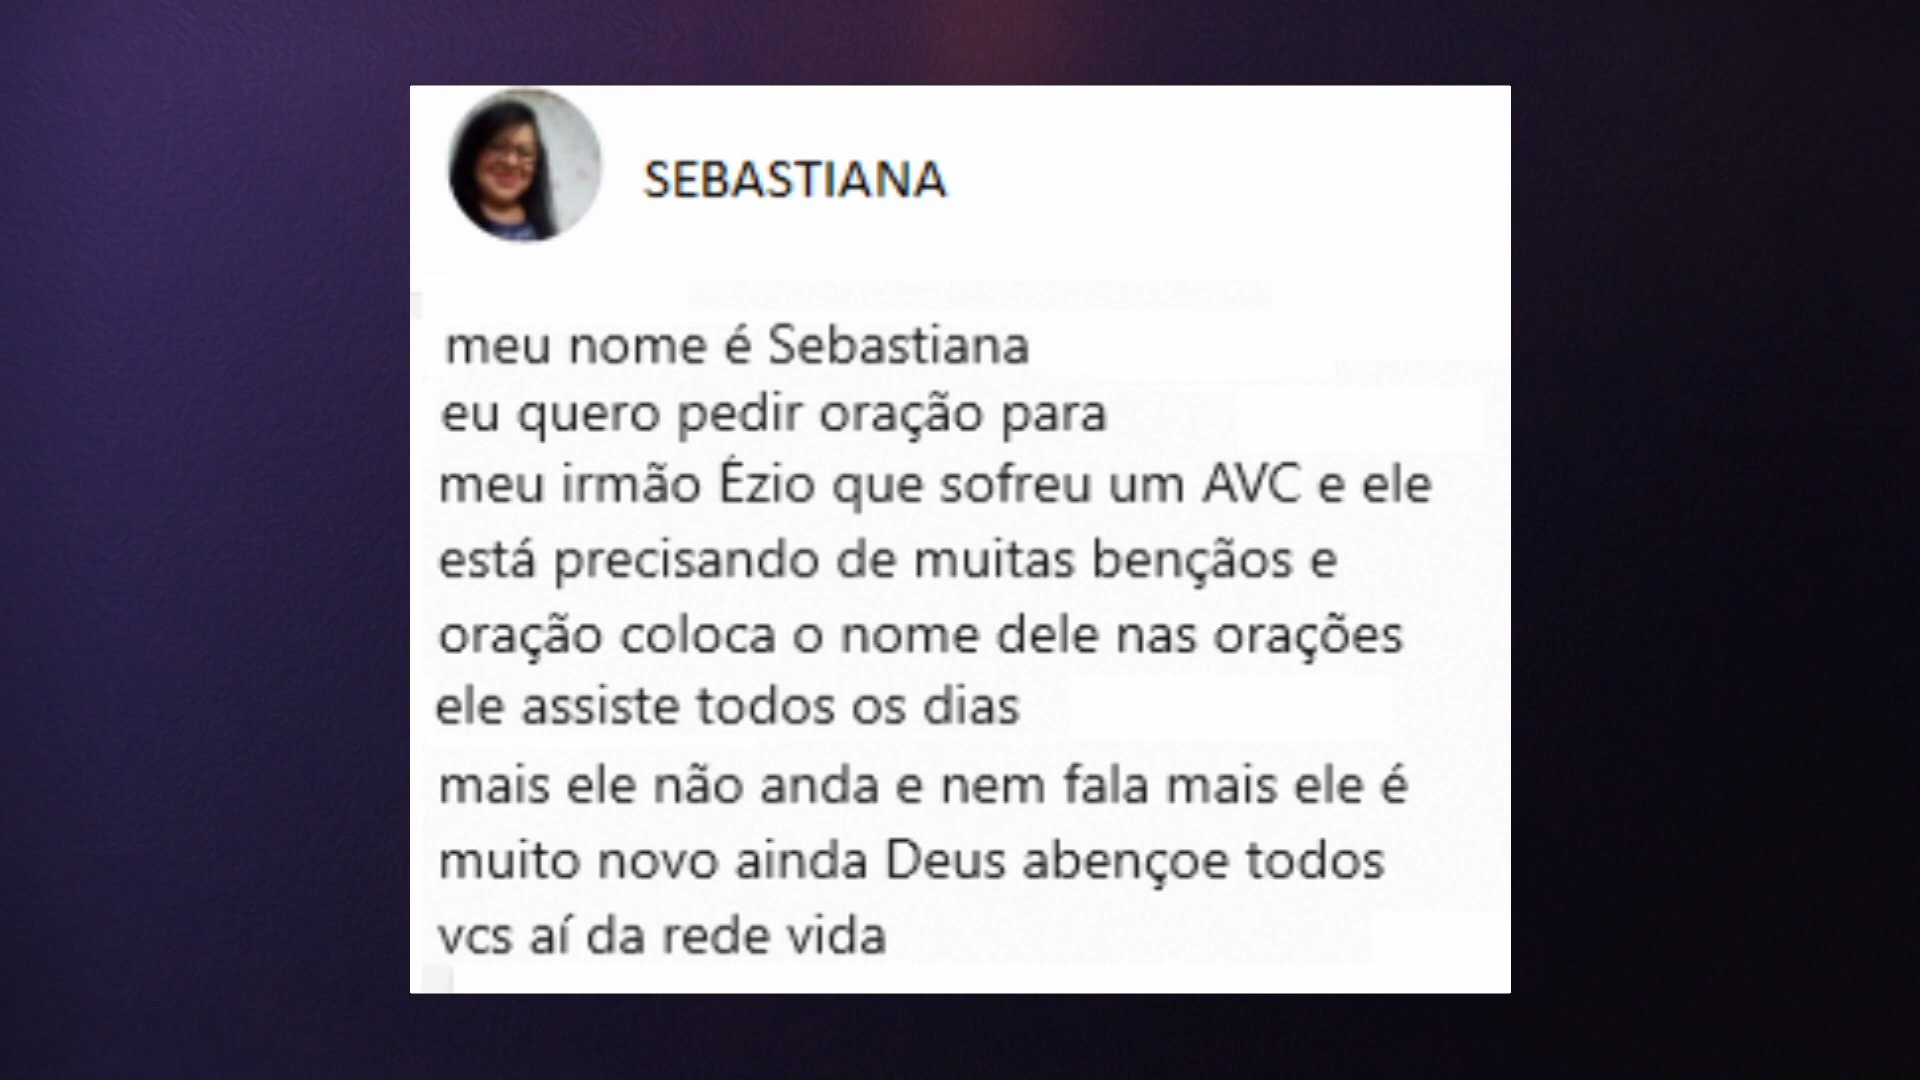 SEBASTIANA
meu nome é Sebastiana
eu quero pedir oração para
meu irmão Ézio que sofreu um AVC e ele
está precisando de muitas bençãos e
oração coloca o nome dele nas orações
ele assiste todos os dias
mais ele não anda e nem fala mais ele é
muito novo ainda Deus abençoe todos
vcs aí da rede vida